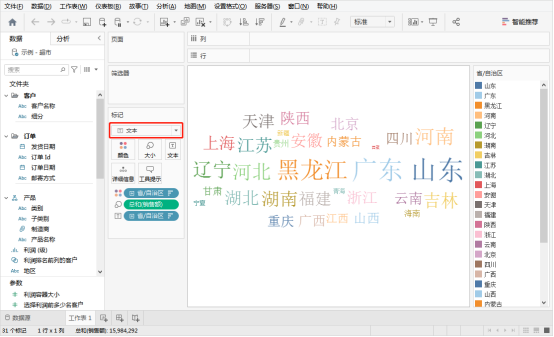 文件(F) 数据(D) 工作表(W) 仪表板(B) 故事(T) 分析(A) 地图(M) 设置格式(O) 服务器(S) 窗口(N) 帮助(H)
标准 智能推荐
数据 分析
示例 - 超市
搜索
文件夹
客户
客户名称
细分
订单
发货日期
订单 Id
订单日期
邮寄方式
产品
类别
子类别
制造商
产品名称
利润 (级)
利润排名前列的客户
地区
参数
利润容器大小
选择利润前多少名客户
页面
筛选器
标记
文本
颜色 大小 文本
详细信息 工具提示
省/自治区
总和(销售额)
省/自治区
列
行
天津 陕西 北京
上海 江苏 新疆 贵州 安徽 内蒙古 四川 河南
辽宁 河北 黑龙江 广东 山东
宁夏 甘肃 湖北 湖南 福建 青海 浙江 云南 吉林
重庆 广西 江西 山西 海南
省/自治区
山东
广东
黑龙江
河南
辽宁
河北
湖南
吉林
江苏
湖北
上海
安徽
天津
福建
陕西
浙江
云南
北京
四川
广西
重庆
山西
内蒙古
数据源 工作表 1
31 个标记 1 行 x 1 列 总和(销售额): 15,984,292